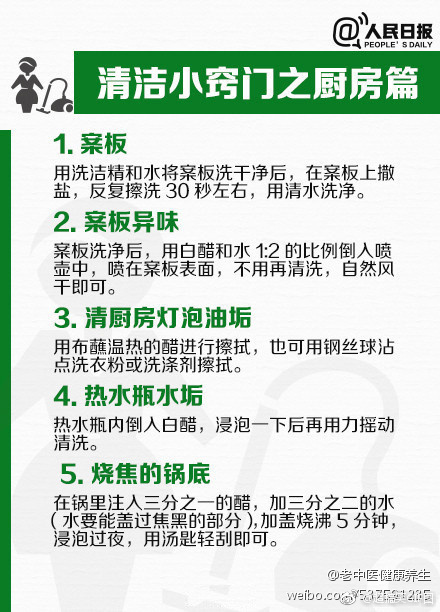 @人民日报
PEOPLE'S DAILY
清洁小窍门之厨房篇
1. 案板
用洗洁精和水将案板洗干净后，在案板上撒
盐，反复擦洗 30 秒左右，用清水洗净。
2. 案板异味
案板洗净后，用白醋和水 1:2 的比例倒入喷
壶中，喷在案板表面，不用再清洗，自然风
干即可。
3. 清厨房灯泡油垢
用布蘸温热的醋进行擦拭，也可用钢丝球沾
点洗衣粉或洗涤剂擦拭。
4. 热水瓶水垢
热水瓶内倒入白醋，浸泡一下后再用力摇动
清洗。
5. 烧焦的锅底
在锅里注入三分之一的醋，加三分之二的水
（水要能盖过焦黑的部分），加盖烧沸 5 分钟，
浸泡过夜，用汤匙轻刮即可。
@老中医健康养生